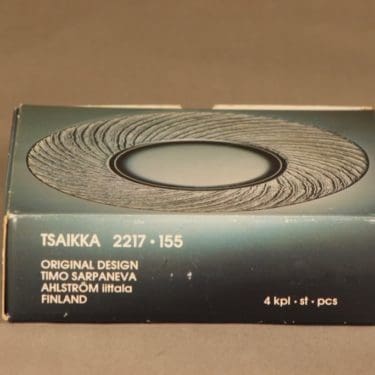 TSAIKKA 2217 • 155
ORIGINAL DESIGN
TIMO SARPANEVA
AHLSTRÖM iittala
FINLAND
4 kpl • st • pcs